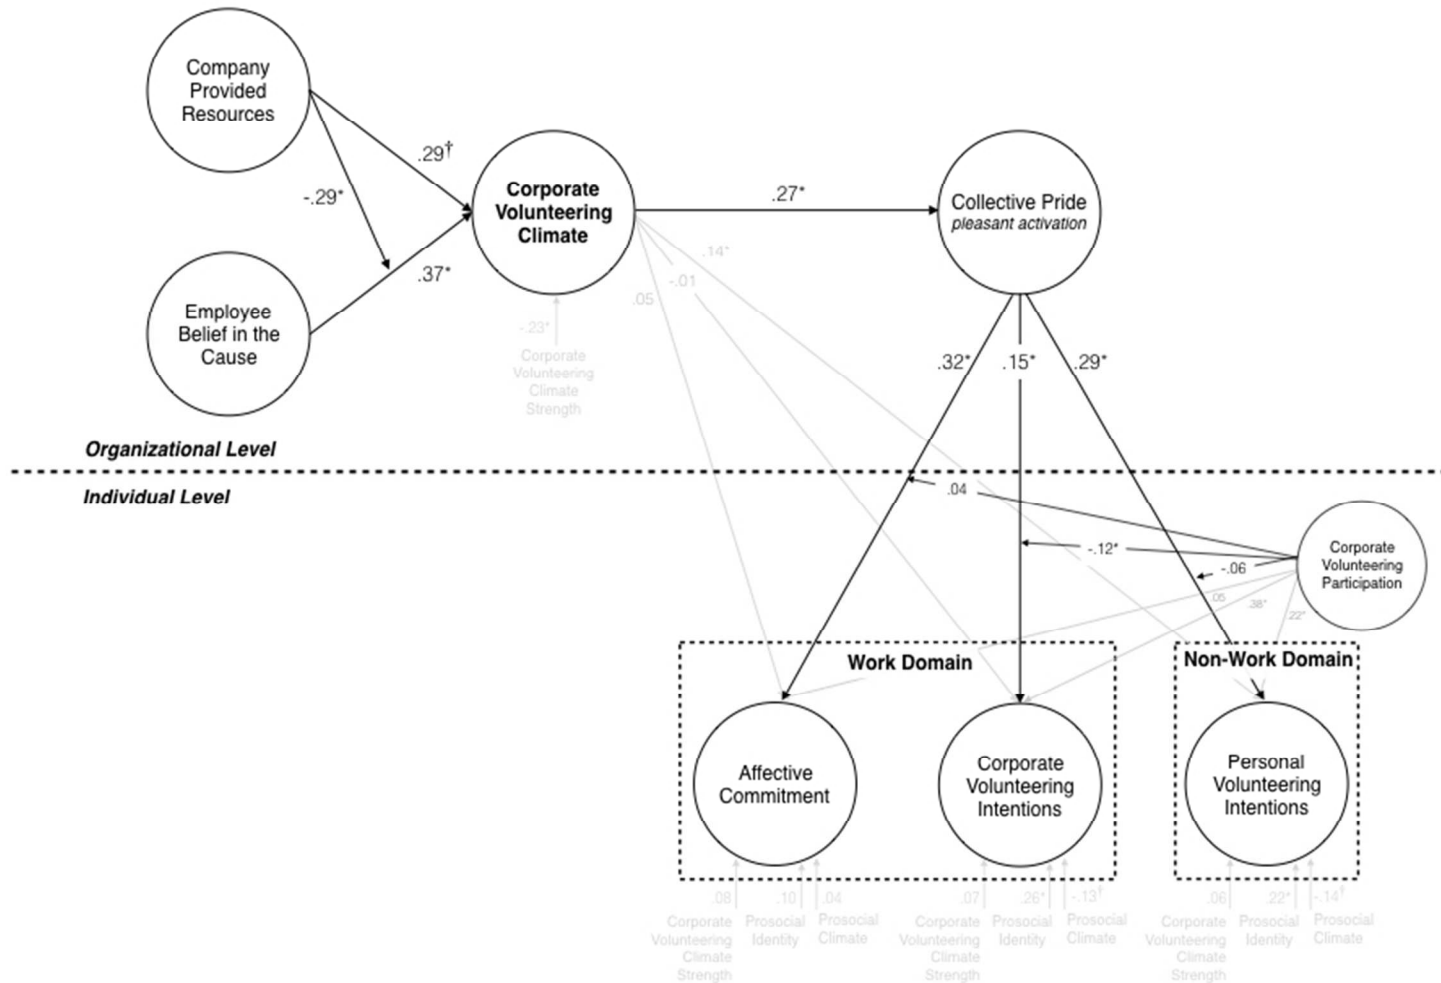 Company
Provided
Resources
.29†
-.29*
Corporate
Volunteering
Climate
.27*
Collective Pride
pleasant activation
.37*
Employee
Belief in the
Cause
.14*
-.01
.05
-.23*
Corporate
Volunteering
Climate
Strength
.32*
.15*
.29*
Organizational Level
Individual Level
.04
-.12*
-.06
Corporate
Volunteering
Participation
.05
.38*
.22*
Work Domain
Non-Work Domain
Affective
Commitment
Corporate
Volunteering
Intentions
Personal
Volunteering
Intentions
.08
.10
.04
Corporate
Volunteering
Climate
Strength
Prosocial
Identity
Prosocial
Climate
.07
.26*
-.13†
Corporate
Volunteering
Climate
Strength
Prosocial
Identity
Prosocial
Climate
.06
.22*
-.14†
Corporate
Volunteering
Climate
Strength
Prosocial
Identity
Prosocial
Climate